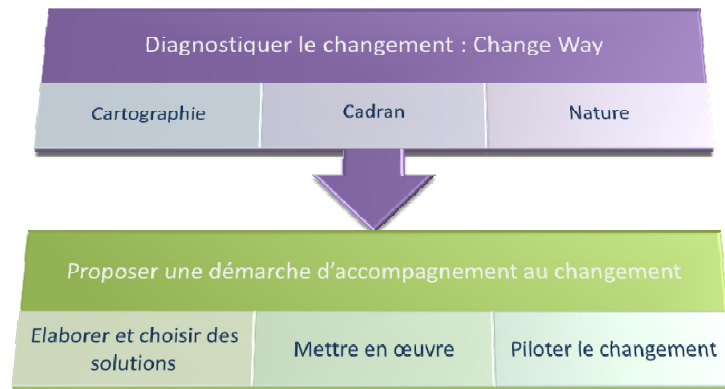 Diagnostiquer le changement : Change Way
Cartographie
Cadran
Nature
Proposer une démarche d'accompagnement au changement
Elaborer et choisir des
solutions
Mettre en œuvre
Piloter le changement